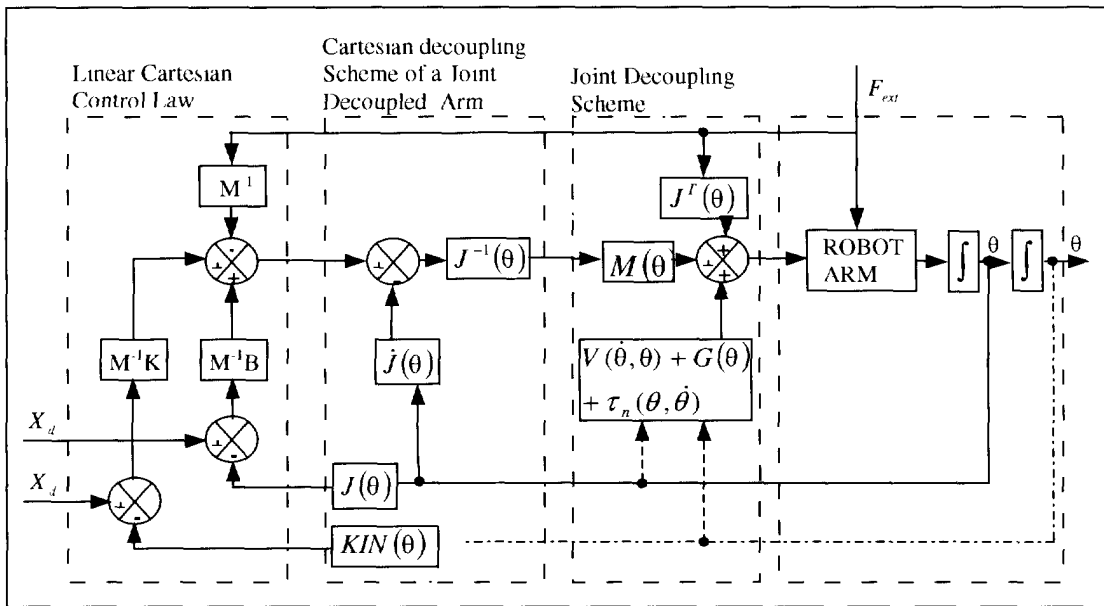 Cartesian decoupling
Scheme of a Joint
Decoupled Arm
Linear Cartesian
Control Law
Joint Decoupling
Scheme
F_ext
M^1
J^T(θ)
J^-1(θ)
M(θ
ROBOT
ARM
∫
θ
∫
θ
M^-1K
M^-1B
J̇(θ)
V(θ̇,θ) + G(θ)
+ τ_n(θ,θ̇)
X_d
X_d
J(θ)
KIN(θ)